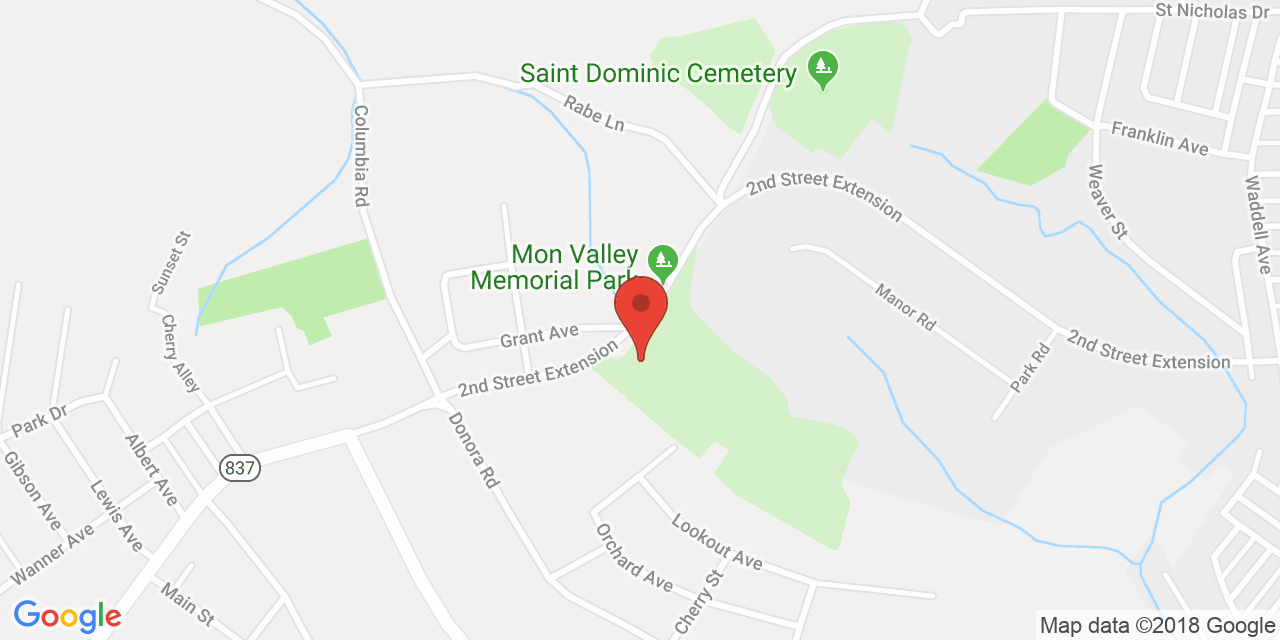 St Nicholas Dr
Saint Dominic Cemetery
Rabe Ln
Columbia Rd
Franklin Ave
Weaver St
Waddell Ave
2nd Street Extension
Mon Valley
Memorial Park
Sunset St
Manor Rd
Grant Ave
Cherry Alley
2nd Street Extension
2nd Street Extension
Park Rd
Park Dr
Donora Rd
Albert Ave
837
Gibson Ave
Lewis Ave
Wanner Ave
Lookout Ave
Orchard Ave
Cherry St
Main St
Google
Map data ©2018 Google